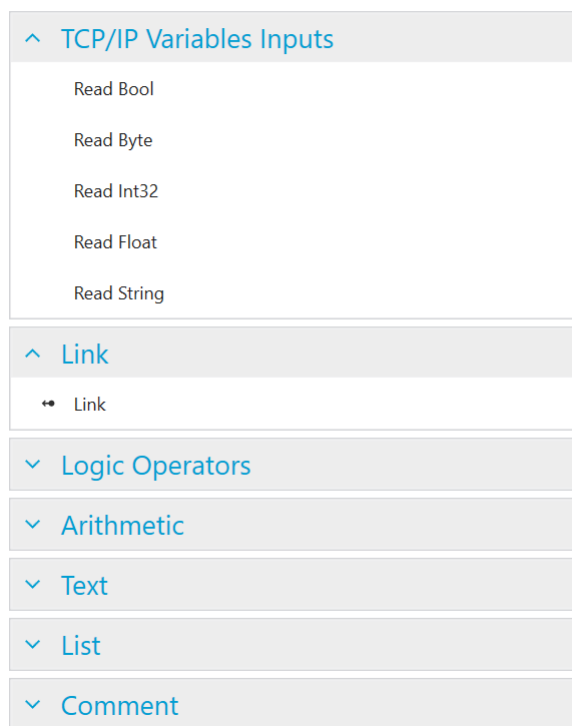 TCP/IP Variables Inputs
Read Bool
Read Byte
Read Int32
Read Float
Read String
Link
Link
Logic Operators
Arithmetic
Text
List
Comment